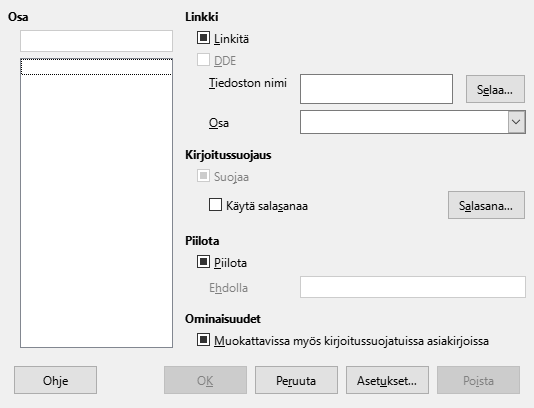 Osa
Linkki
Linkitä
DDE
Tiedoston nimi
Selaa...
Osa
Kirjoitussuojaus
Suojaa
Käytä salasanaa
Salasana...
Piilota
Piilota
Ehdolla
Ominaisuudet
Muokattavissa myös kirjoitussuojatuissa asiakirjoissa
Ohje
OK
Peruuta
Asetukset...
Poista